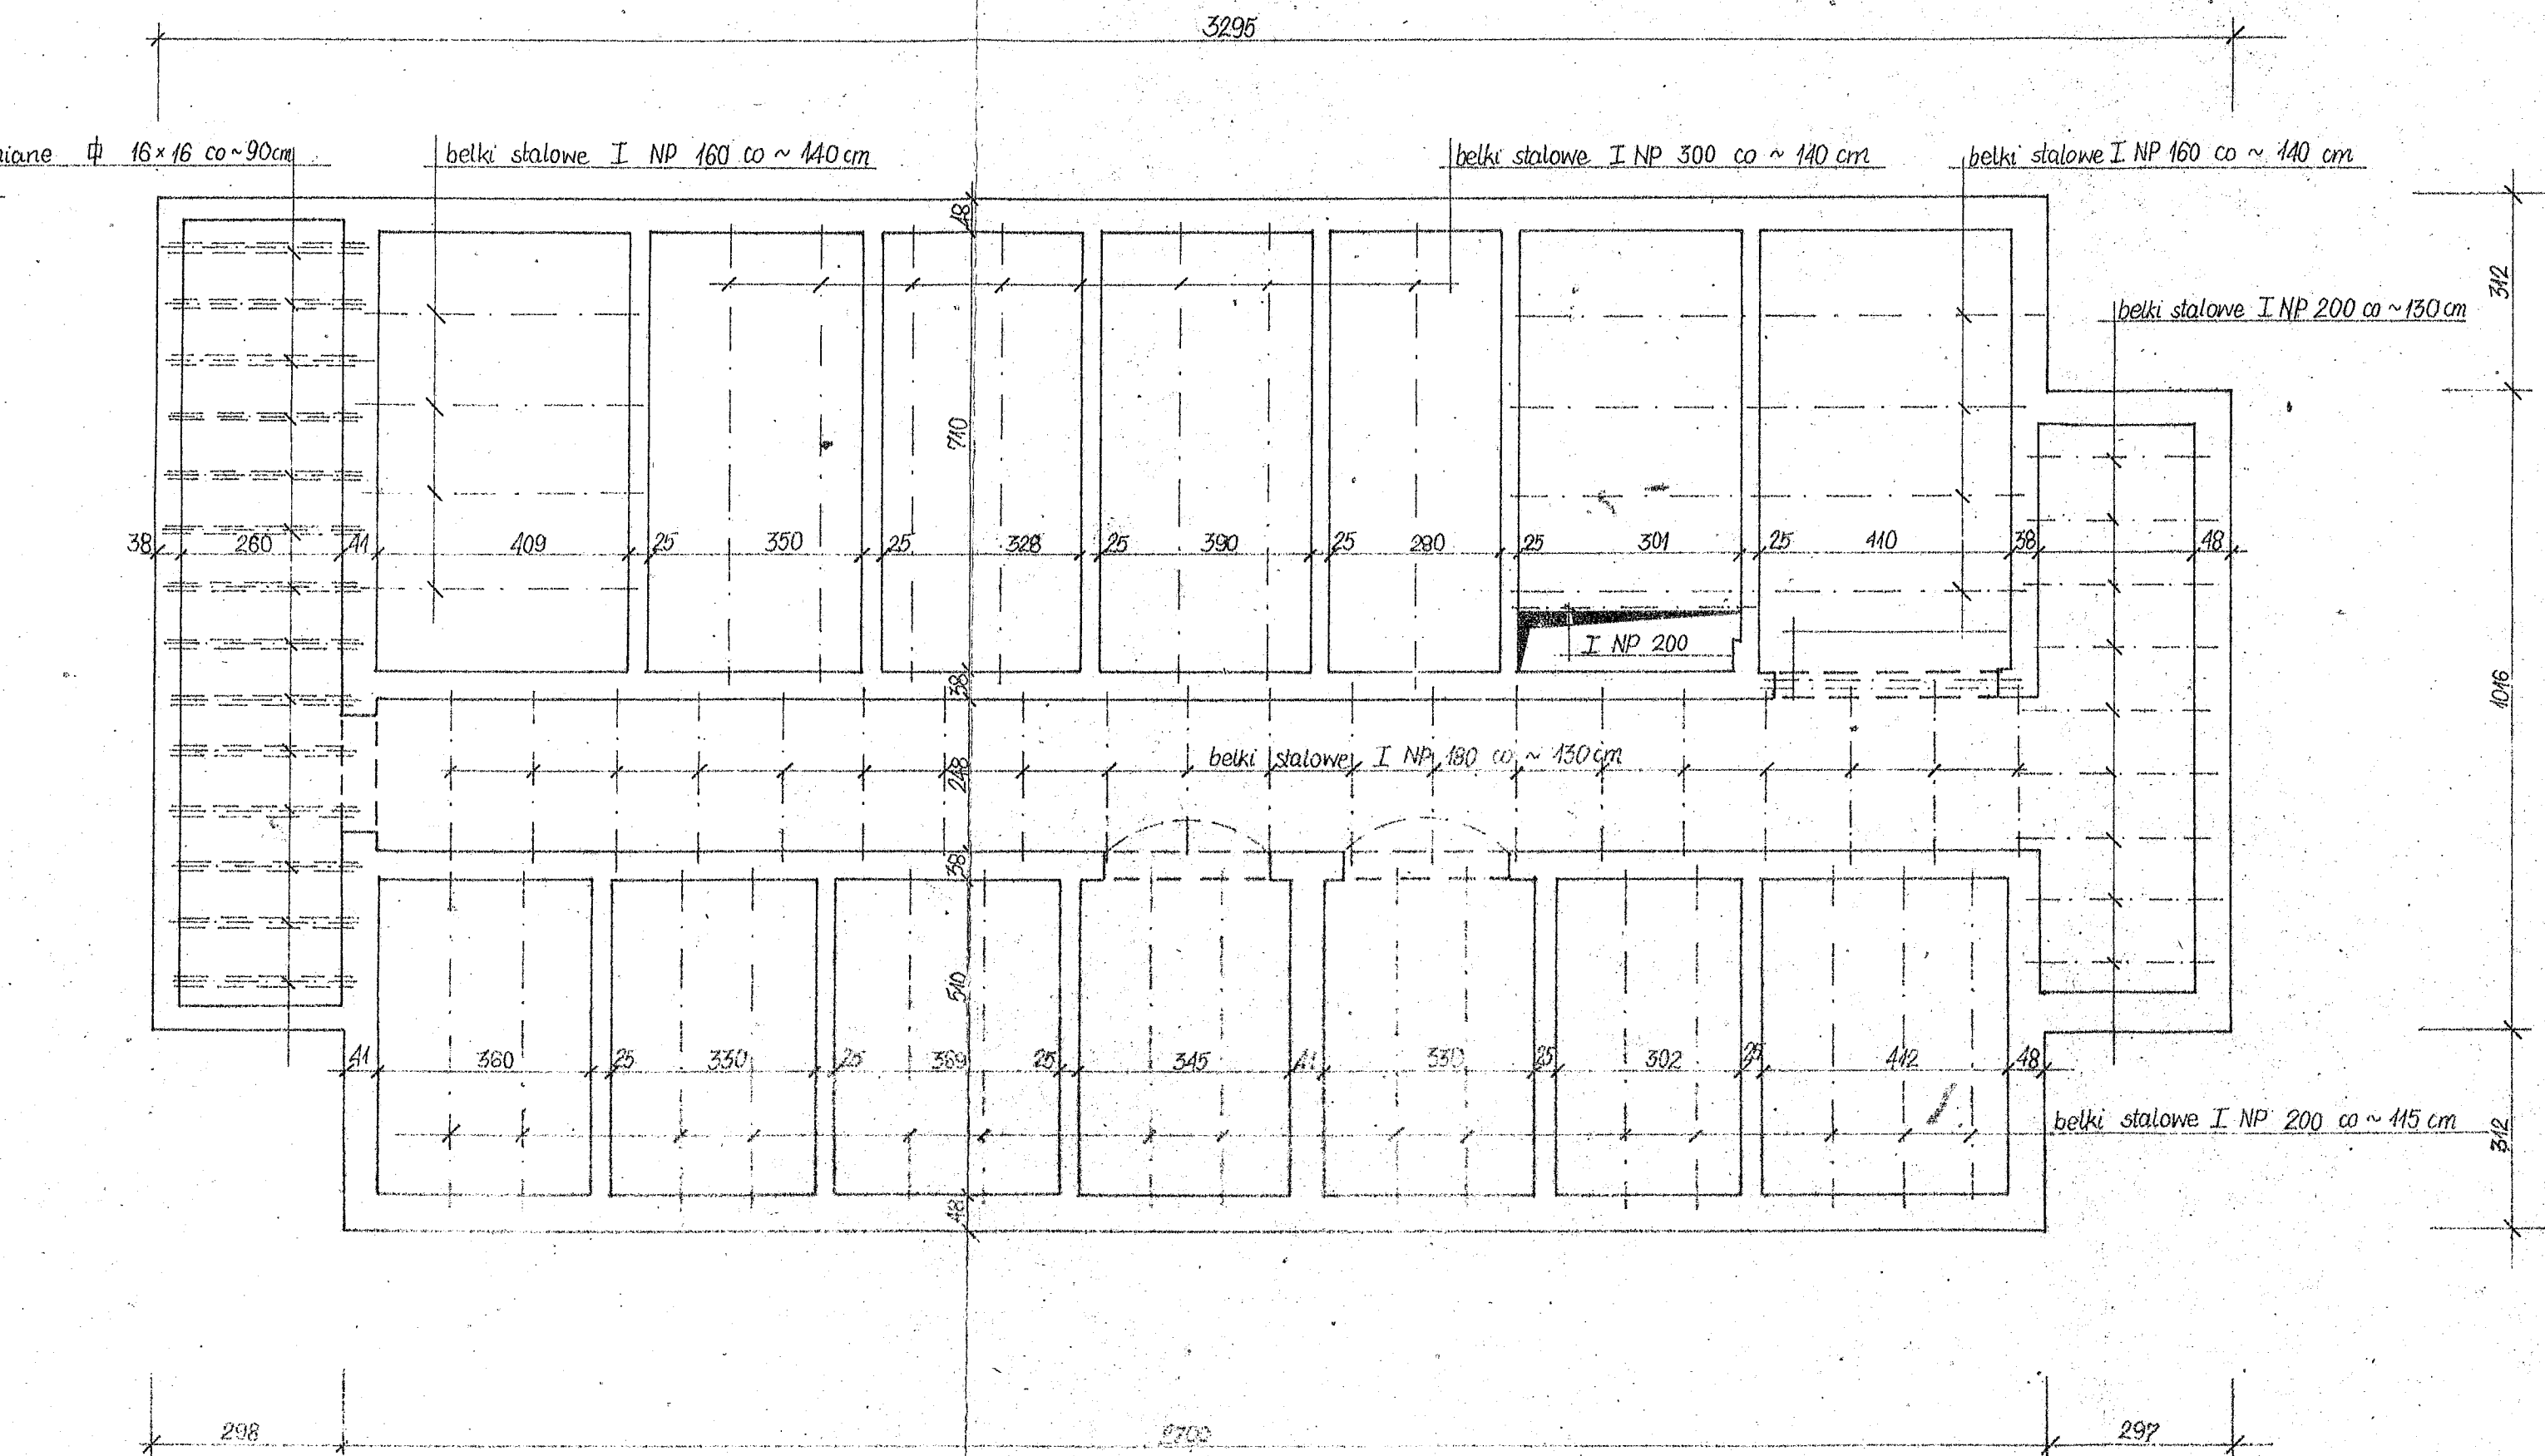 3295
niane 16×16 co ~ 90cm
belki stalowe I NP 160 co ~ 140 cm
belki stalowe I NP 300 co ~ 140 cm
belki stalowe I NP 160 co ~ 140 cm
48
312
belki stalowe I NP 200 co ~ 130 cm
710
38 260 41 409 25 350 25 328 25 390 25 280 25 301 25 410 38 48
I NP 200
38
1016
belki stalowe I NP 180 co ~ 130 cm
248
38
510
41 360 25 330 25 369 25 345 41 330 25 302 25 412 48
belki stalowe I NP 200 co ~ 115 cm
312
48
298 2700 297